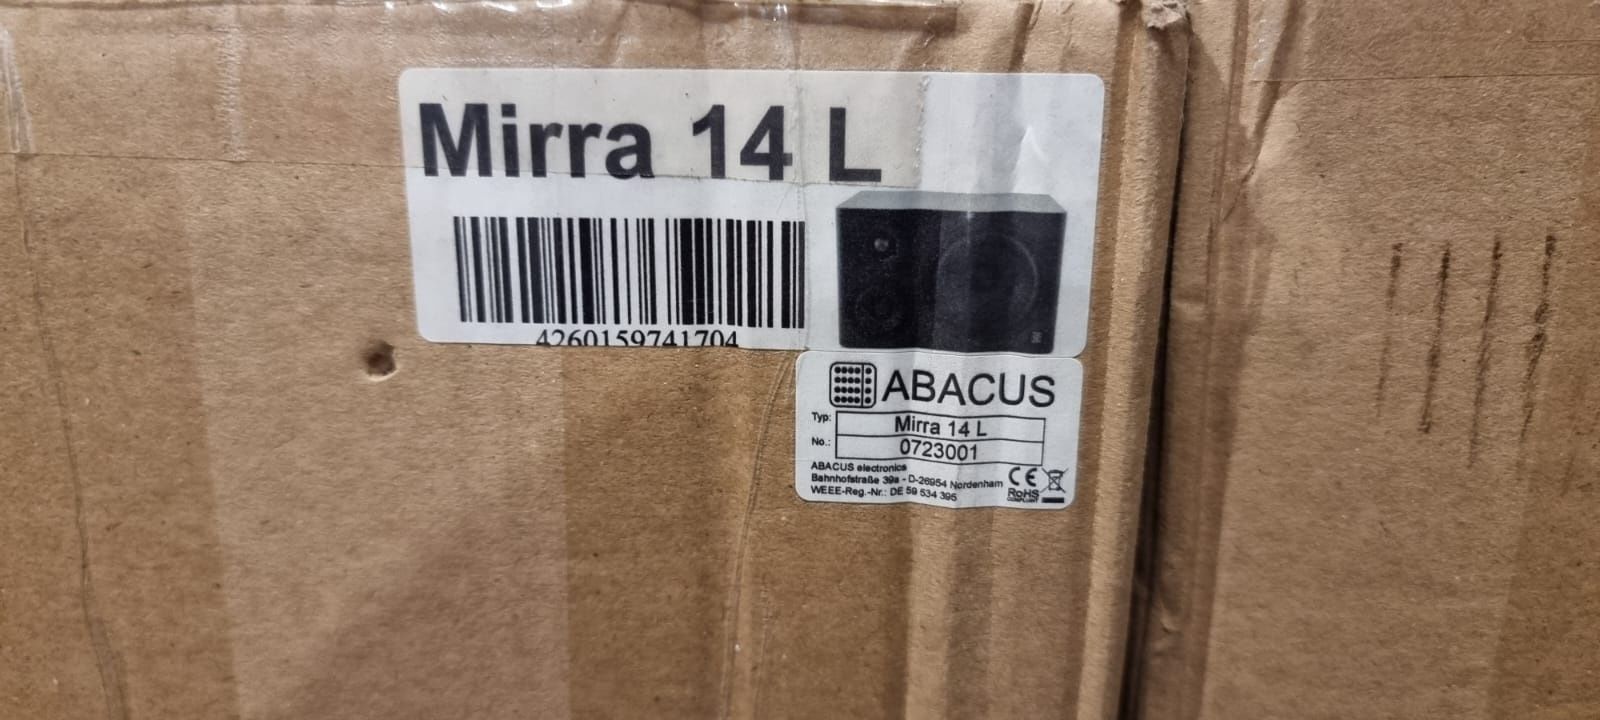 Mirra 14 L
4260159741704
ABACUS
Typ: Mirra 14 L
No.: 0723001
ABACUS electronics
Bahnhofstraße 39a - D-26954 Nordenham
WEEE-Reg.-Nr.: DE 59 534 395
CE
RoHS
COMPLIANT